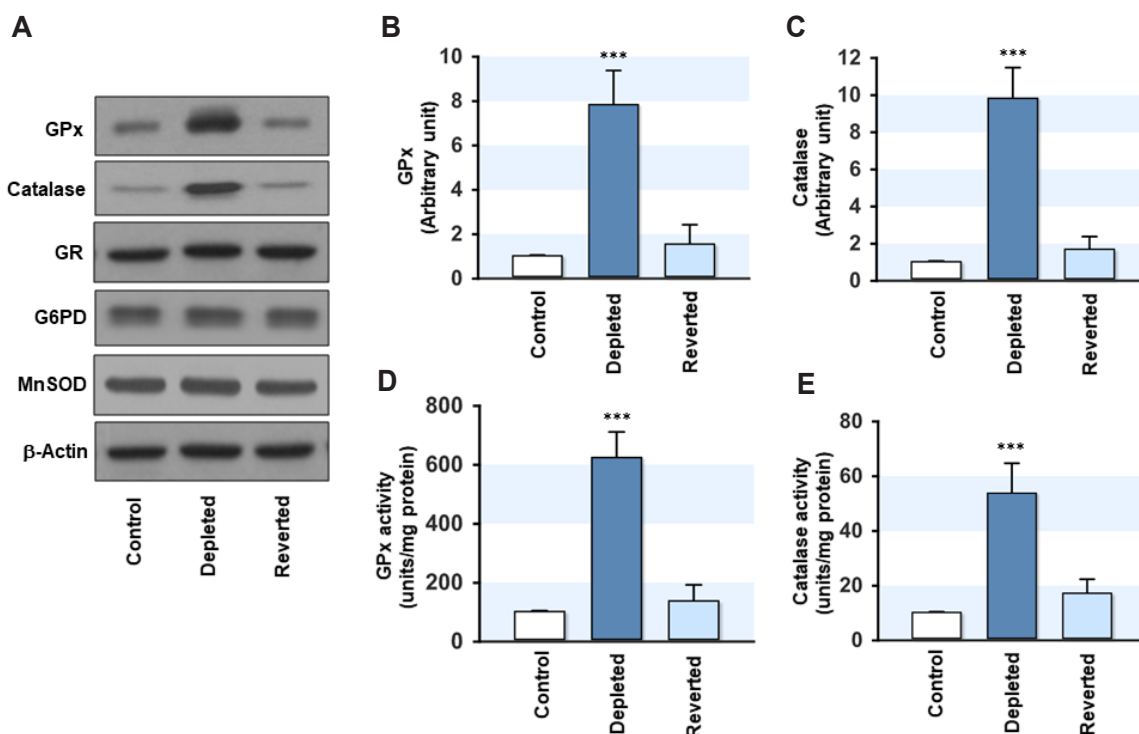 A
GPx
Catalase
GR
G6PD
MnSOD
β-Actin
Control
Depleted
Reverted
B
GPx
(Arbitrary unit)
10
8
6
4
2
0
***
Control
Depleted
Reverted
C
Catalase
(Arbitrary unit)
12
10
8
6
4
2
0
***
Control
Depleted
Reverted
D
GPx activity
(units/mg protein)
800
600
400
200
0
***
Control
Depleted
Reverted
E
Catalase activity
(units/mg protein)
80
60
40
20
0
***
Control
Depleted
Reverted